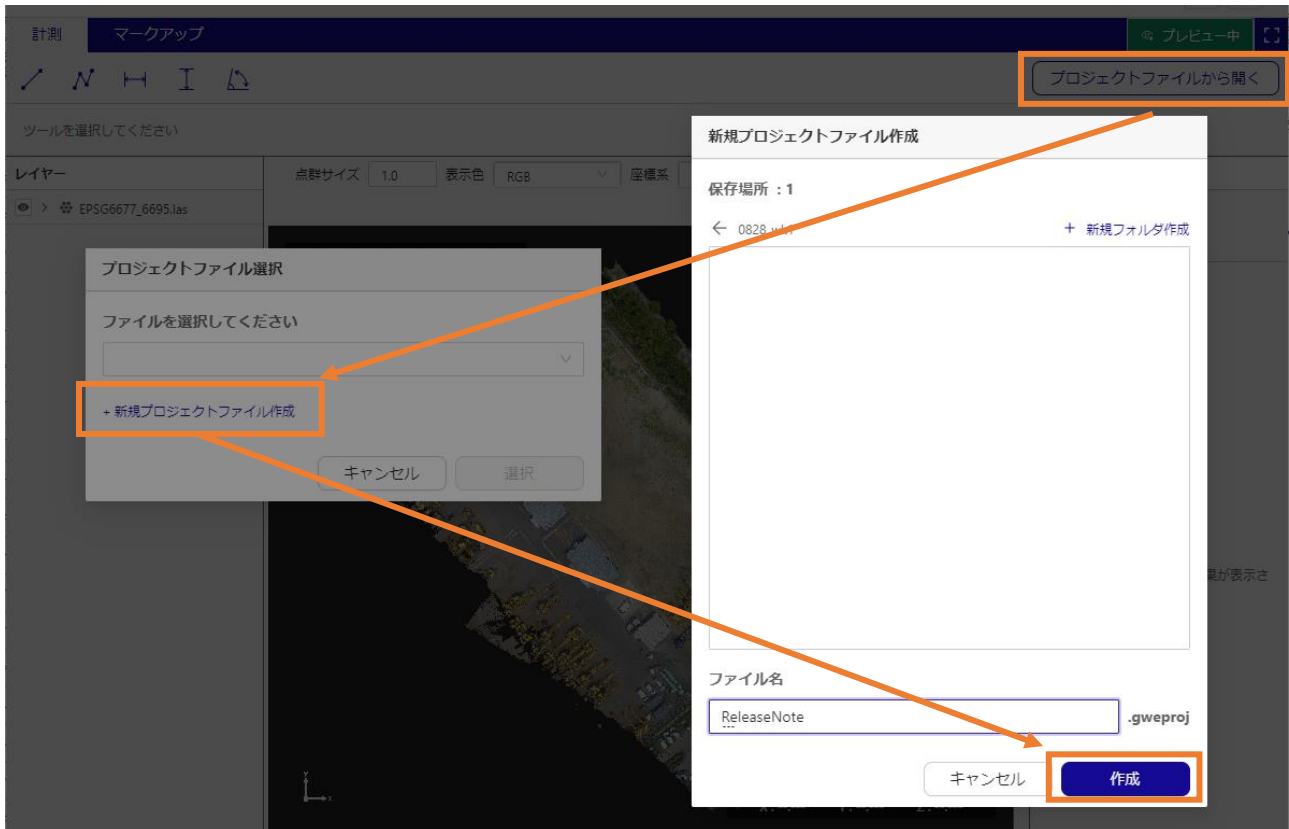 計測
マークアップ
プレビュー中
プロジェクトファイルから開く
ツールを選択してください
レイヤー
点群サイズ 1.0 表示色 RGB 座標系
EPSG6677_6695.las
プロジェクトファイル選択
ファイルを選択してください
+ 新規プロジェクトファイル作成
キャンセル
選択
新規プロジェクトファイル作成
保存場所 : 1
← 0828
+ 新規フォルダ作成
ファイル名
ReleaseNote .gweproj
キャンセル
作成
が表示さ
Y
X